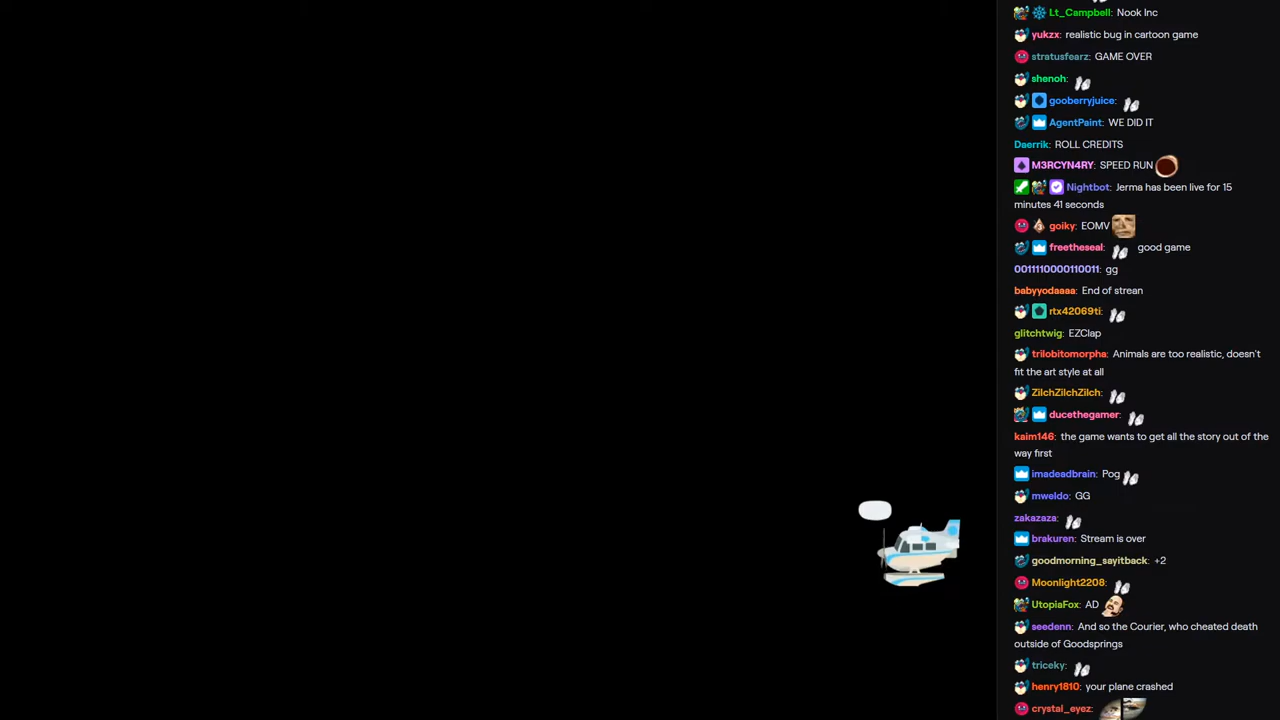 Lt_Campbell: Nook Inc
yukzx: realistic bug in cartoon game
stratusfearz: GAME OVER
shenoh:
gooberryjuice:
AgentPaint: WE DID IT
Daerrik: ROLL CREDITS
M3RCYN4RY: SPEED RUN
Nightbot: Jerma has been live for 15
minutes 41 seconds
goiky: EOMV
freetheseal: good game
0011110000110011: gg
babyyodaaaa: End of strean
rtx42069ti:
glitchtwig: EZClap
trilobitomorpha: Animals are too realistic, doesn't
fit the art style at all
ZilchZilchZilch:
ducethegamer:
kaim146: the game wants to get all the story out of the
way first
imadeadbrain: Pog
mweldo: GG
zakazaza:
brakuren: Stream is over
goodmorning_sayitback: +2
Moonlight2208:
UtopiaFox: AD
seedenn: And so the Courier, who cheated death
outside of Goodsprings
triceky:
henry1810: your plane crashed
crystal_eyez: